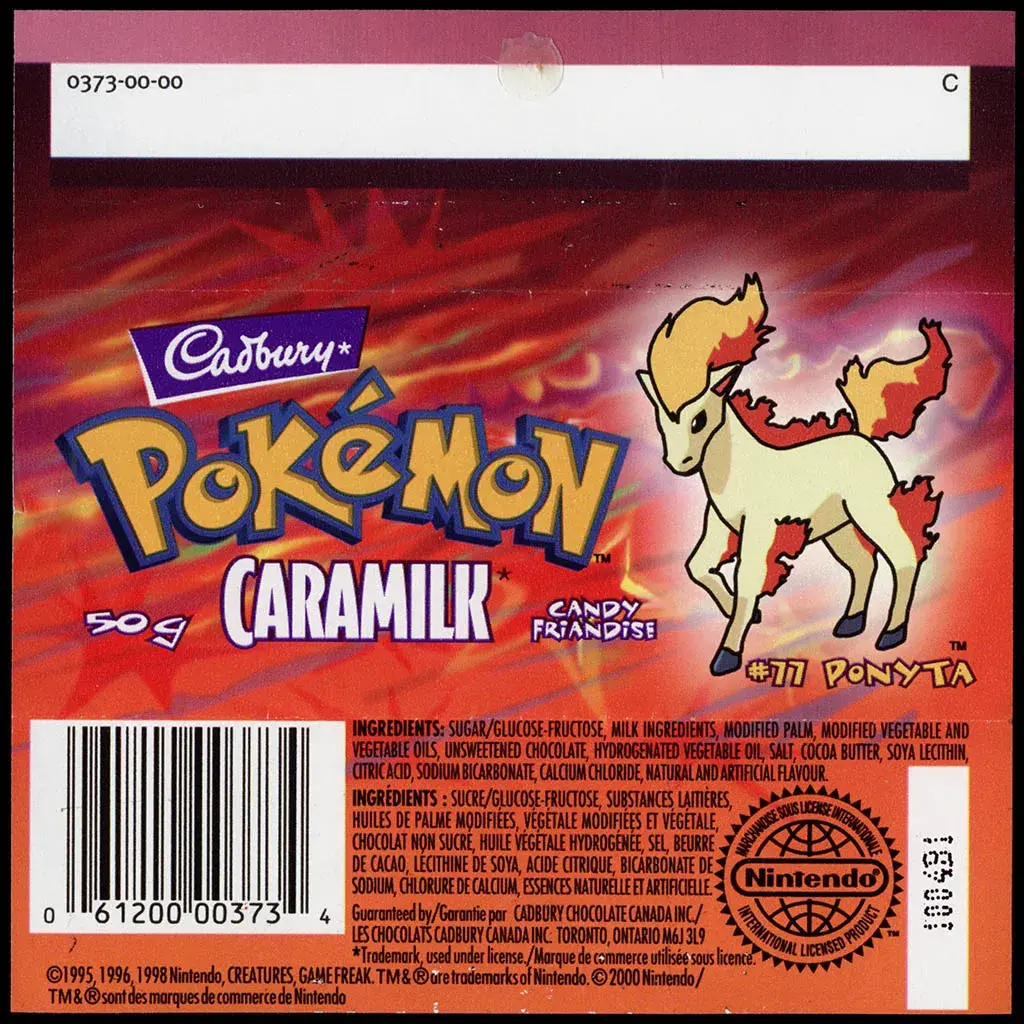 0373-00-00
C
Cadbury*
POKéMON™
50g
CARAMILK*
CANDY
FRIANDISE
#77 PONYTA™
INGREDIENTS: SUGAR/GLUCOSE-FRUCTOSE, MILK INGREDIENTS, MODIFIED PALM, MODIFIED VEGETABLE AND
VEGETABLE OILS, UNSWEETENED CHOCOLATE, HYDROGENATED VEGETABLE OIL, SALT, COCOA BUTTER, SOYA LECITHIN,
CITRIC ACID, SODIUM BICARBONATE, CALCIUM CHLORIDE, NATURAL AND ARTIFICIAL FLAVOUR.
INGRÉDIENTS : SUCRE/GLUCOSE-FRUCTOSE, SUBSTANCES LAITIÈRES,
HUILES DE PALME MODIFIÉES, VÉGÉTALE MODIFIÉES ET VÉGÉTALE,
CHOCOLAT NON SUCRÉ, HUILE VÉGÉTALE HYDROGÉNÉE, SEL, BEURRE
DE CACAO, LÉCITHINE DE SOYA, ACIDE CITRIQUE, BICARBONATE DE
SODIUM, CHLORURE DE CALCIUM, ESSENCES NATURELLE ET ARTIFICIELLE.
Guaranteed by/Garantie par CADBURY CHOCOLATE CANADA INC./
LES CHOCOLATS CADBURY CANADA INC. TORONTO, ONTARIO M6J 3L9
*Trademark, used under license./Marque de commerce utilisée sous licence.
MARCHANDISE SOUS LICENSE INTERNATIONALE
Nintendo®
INTERNATIONAL LICENSED PRODUCT
™
100481
0 61200 00373 4
©1995, 1996, 1998 Nintendo, CREATURES, GAME FREAK. TM & ® are trademarks of Nintendo. © 2000 Nintendo/
TM & ® sont des marques de commerce de Nintendo